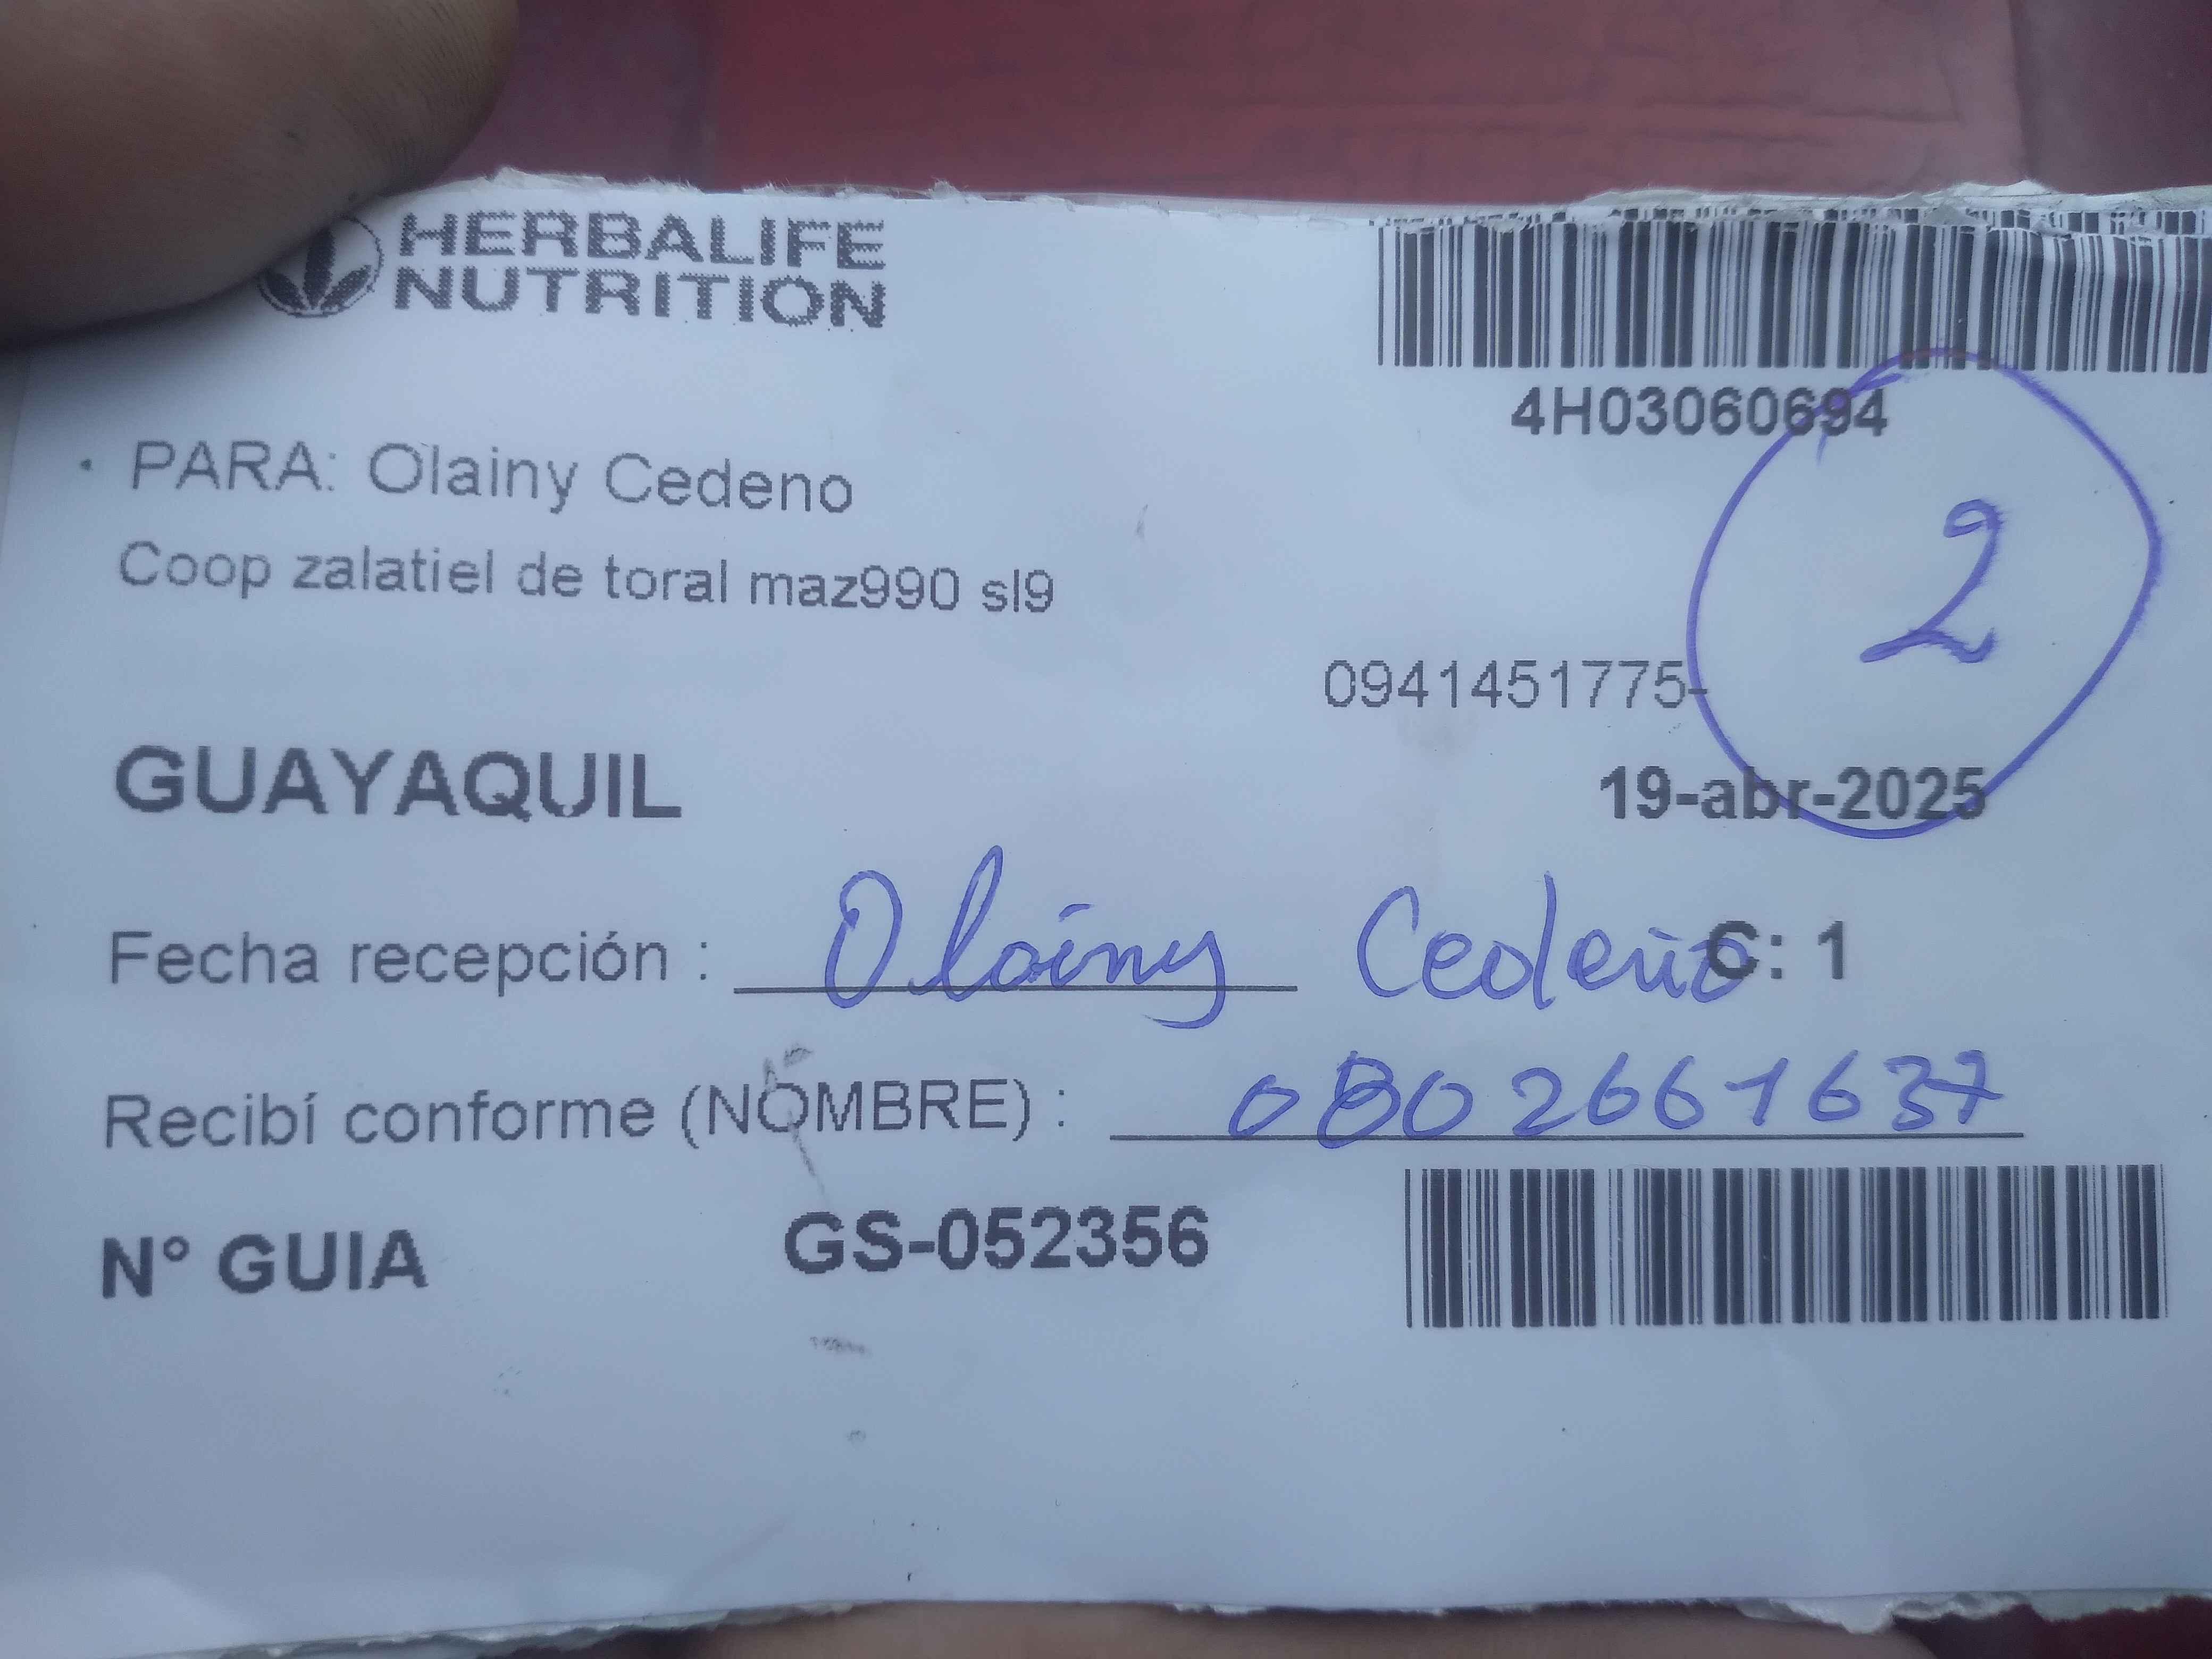 HERBALIFE
NUTRITION
4H03060694
PARA: Olainy Cedeno
Coop zalatiel de toral maz990 sl9
2
0941451775-
GUAYAQUIL
19-abr-2025
Fecha recepción : Olainy Cedeño C: 1
Recibí conforme (NOMBRE) : 0802661637
N° GUIA GS-052356